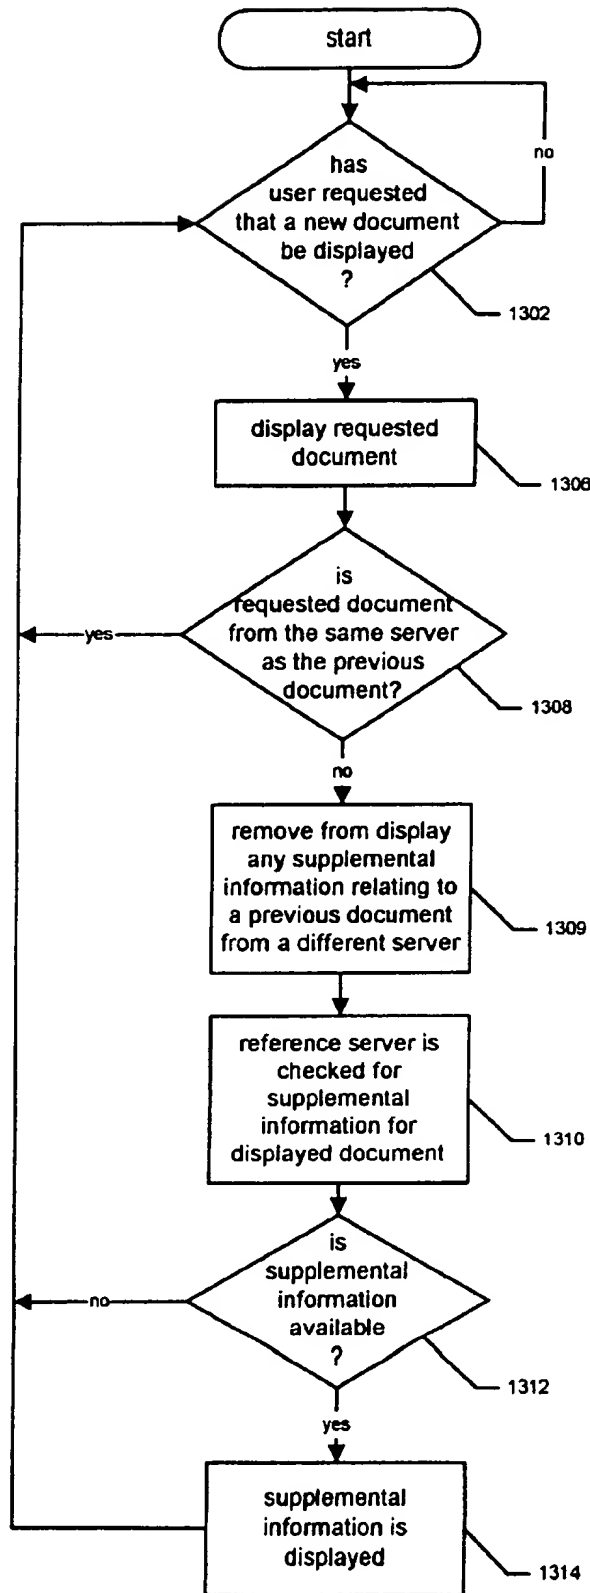 start
has
user requested
that a new document
be displayed
?
no
1302
yes
display requested
document
1306
is
requested document
from the same server
as the previous
document?
yes
1308
no
remove from display
any supplemental
information relating to
a previous document
from a different server
1309
reference server is
checked for
supplemental
information for
displayed document
1310
is
supplemental
information
available
?
no
1312
yes
supplemental
information is
displayed
1314